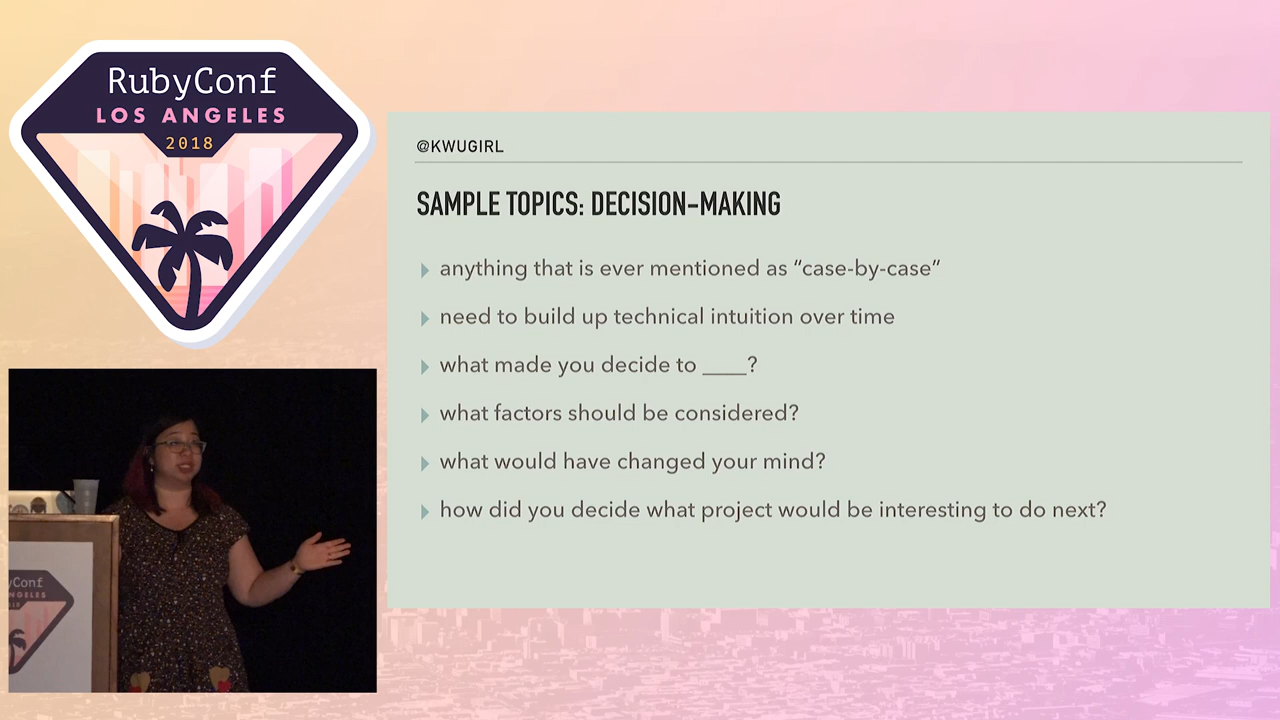 RubyConf
LOS ANGELES
2018
@KWUGIRL
SAMPLE TOPICS: DECISION-MAKING
anything that is ever mentioned as “case-by-case”
need to build up technical intuition over time
what made you decide to ____?
what factors should be considered?
what would have changed your mind?
how did you decide what project would be interesting to do next?
yConf
NGELES